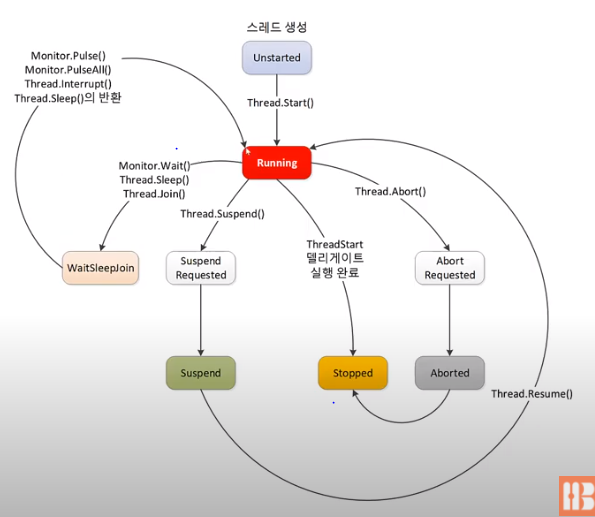 스레드 생성
Unstarted
Monitor.Pulse()
Monitor.PulseAll()
Thread.Interrupt()
Thread.Sleep()의 반환
Thread.Start()
Running
Monitor.Wait()
Thread.Sleep()
Thread.Join()
Thread.Abort()
Thread.Suspend()
ThreadStart
델리게이트
실행 완료
WaitSleepJoin
Suspend
Requested
Abort
Requested
Suspend
Stopped
Aborted
Thread.Resume()
HB